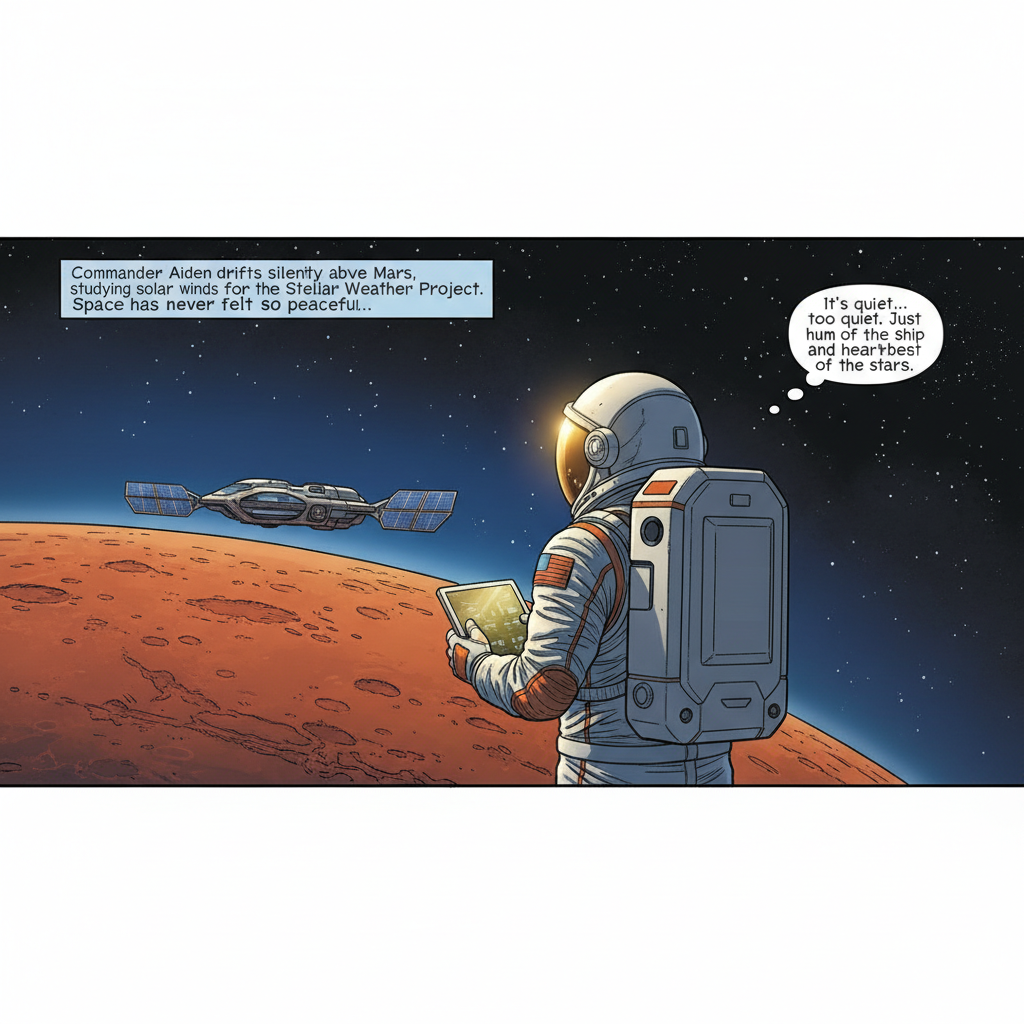 Commander Aiden drifts silently abve Mars,
studying solar winds for the Stellar Weather Project.
Space has never felt so peaceful...
It's quiet...
too quiet. Just
hum of the ship
and heartbest
of the stars.